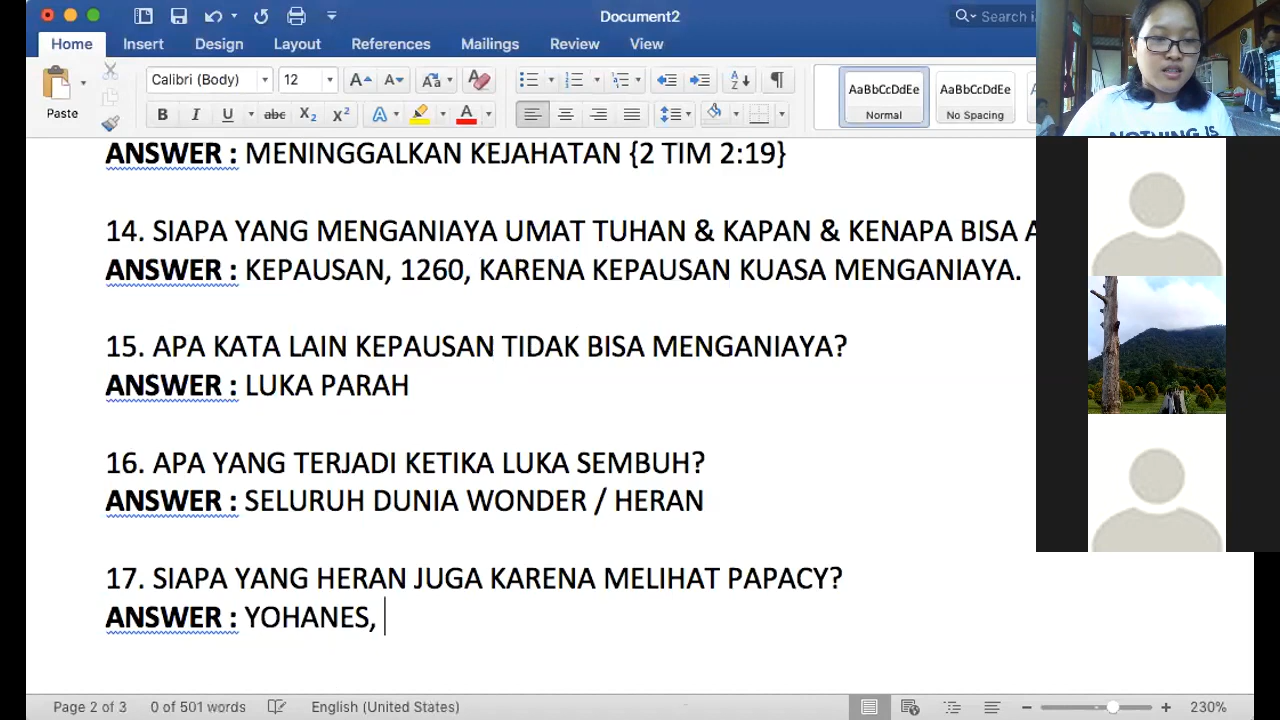 Document2
Search i
Home Insert Design Layout References Mailings Review View
Calibri (Body) 12
AaBbCcDdEe AaBbCcDdEe
Paste
Normal No Spacing
NOTHING IS
ANSWER : MENINGGALKAN KEJAHATAN {2 TIM 2:19}
14. SIAPA YANG MENGANIAYA UMAT TUHAN & KAPAN & KENAPA BISA A
ANSWER : KEPAUSAN, 1260, KARENA KEPAUSAN KUASA MENGANIAYA.
15. APA KATA LAIN KEPAUSAN TIDAK BISA MENGANIAYA?
ANSWER : LUKA PARAH
16. APA YANG TERJADI KETIKA LUKA SEMBUH?
ANSWER : SELURUH DUNIA WONDER / HERAN
17. SIAPA YANG HERAN JUGA KARENA MELIHAT PAPACY?
ANSWER : YOHANES,
Page 2 of 3 0 of 501 words English (United States) 230%